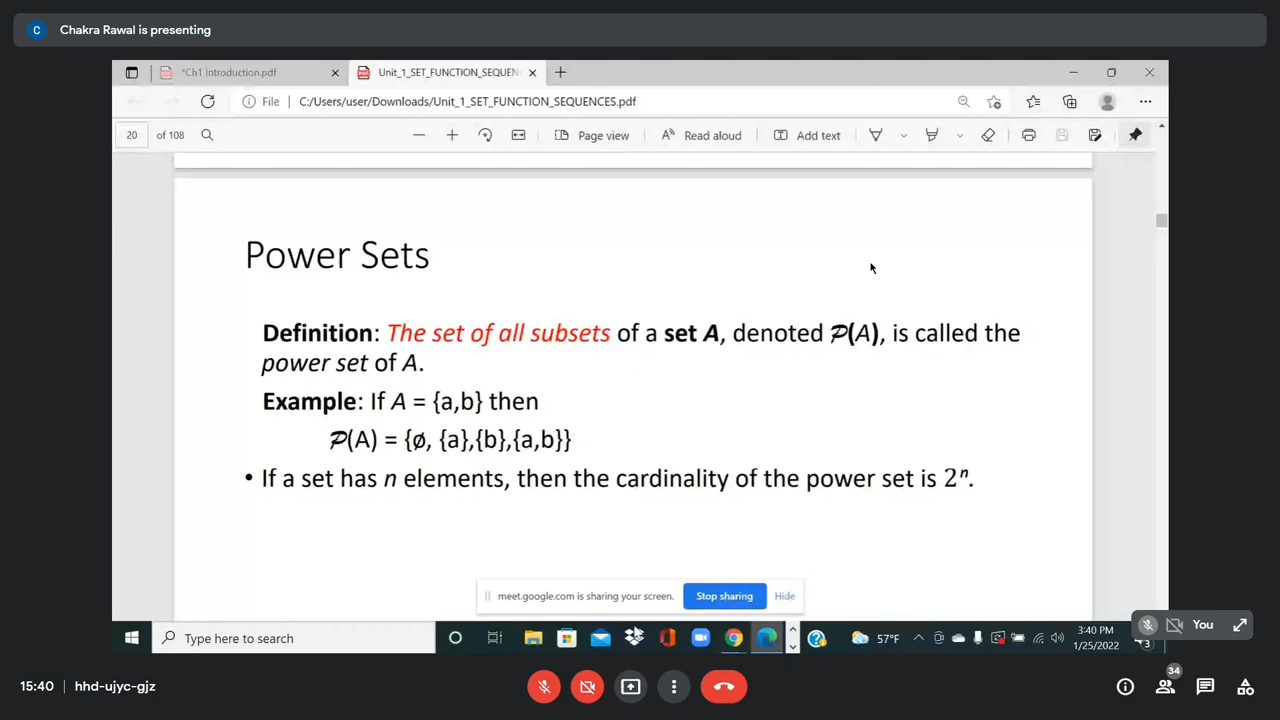 C Chakra Rawal is presenting
*Ch1 Introduction.pdf
Unit_1_SET_FUNCTION_SEQUEN
File C:/Users/user/Downloads/Unit_1_SET_FUNCTION_SEQUENCES.pdf
20 of 108 Page view Read aloud Add text
Power Sets
Definition: The set of all subsets of a set A, denoted 𝒫(A), is called the
power set of A.
Example: If A = {a,b} then
𝒫(A) = {ø, {a},{b},{a,b}}
• If a set has n elements, then the cardinality of the power set is 2ⁿ.
meet.google.com is sharing your screen. Stop sharing Hide
Type here to search
57°F
3:40 PM
1/25/2022
3
You
15:40 | hhd-ujyc-gjz
34